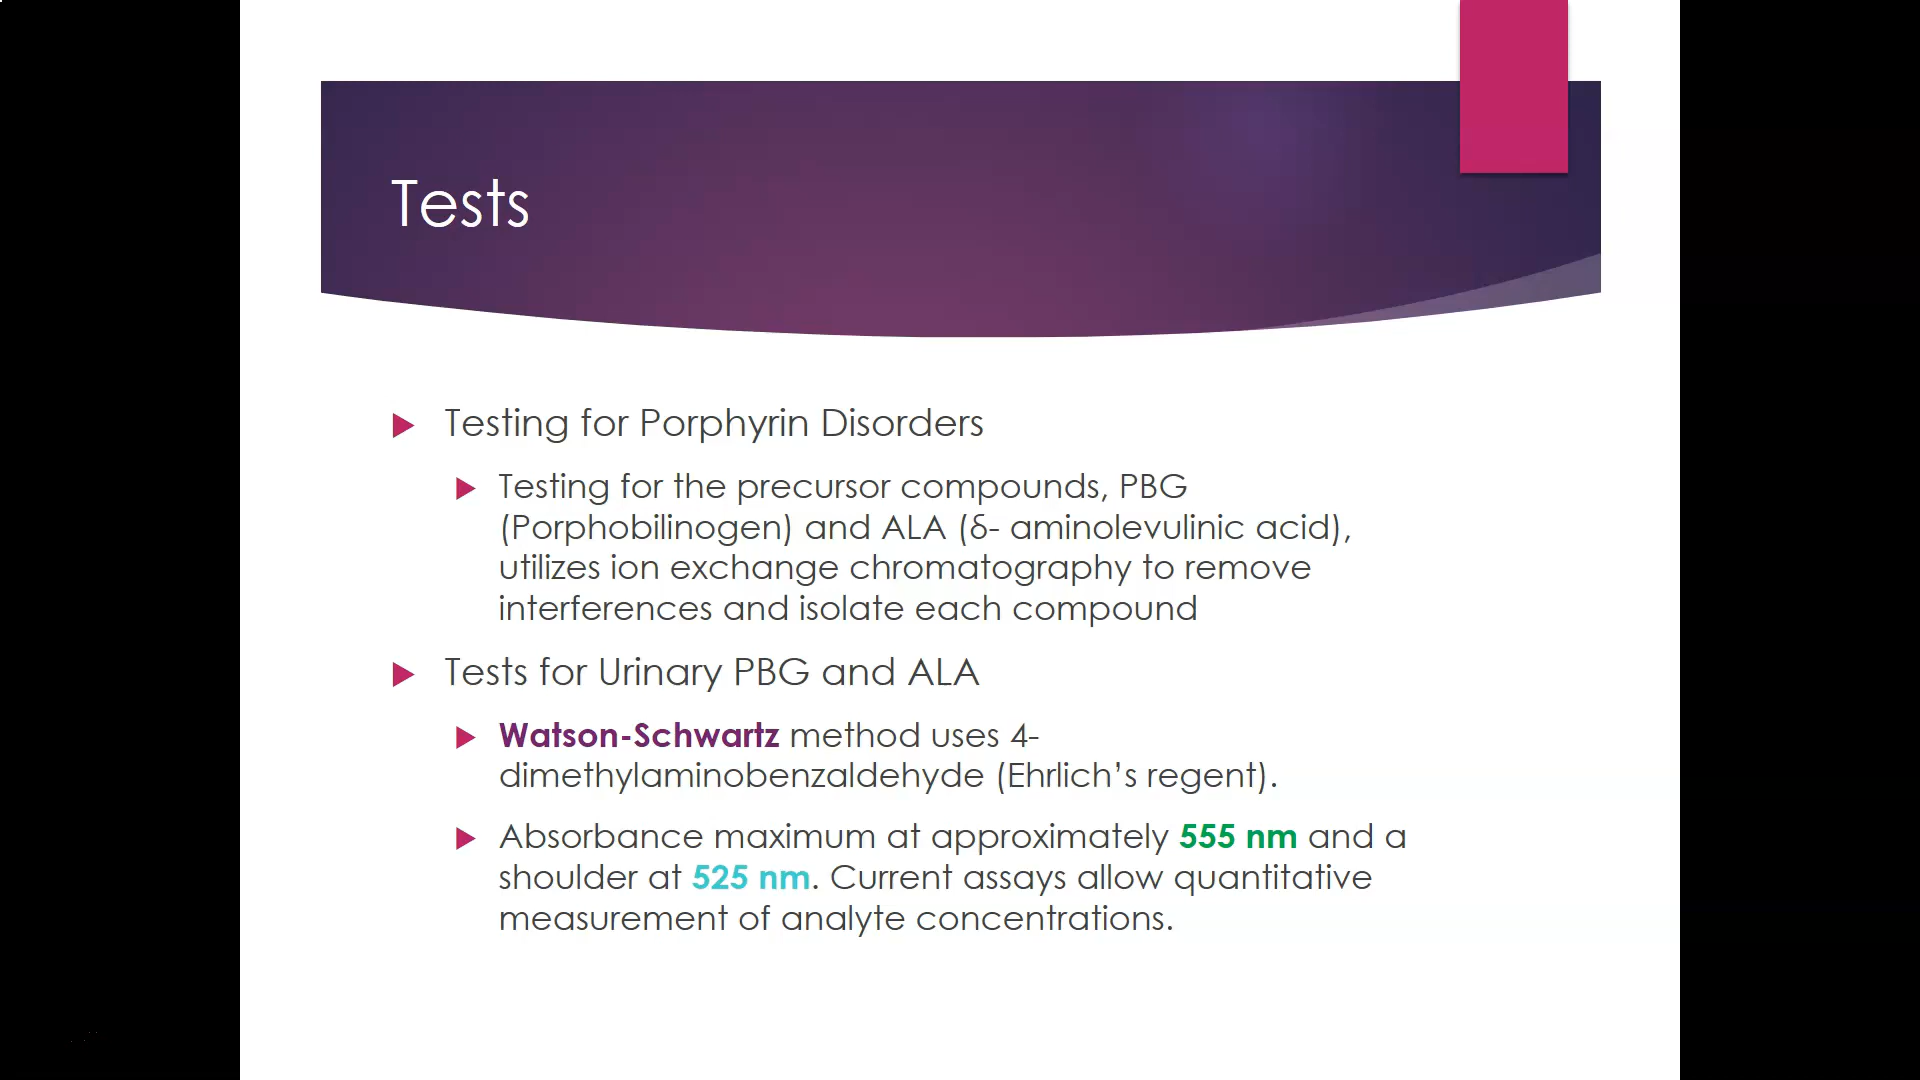 Tests
Testing for Porphyrin Disorders
Testing for the precursor compounds, PBG
(Porphobilinogen) and ALA (δ- aminolevulinic acid),
utilizes ion exchange chromatography to remove
interferences and isolate each compound
Tests for Urinary PBG and ALA
Watson-Schwartz method uses 4-
dimethylaminobenzaldehyde (Ehrlich’s regent).
Absorbance maximum at approximately 555 nm and a
shoulder at 525 nm. Current assays allow quantitative
measurement of analyte concentrations.